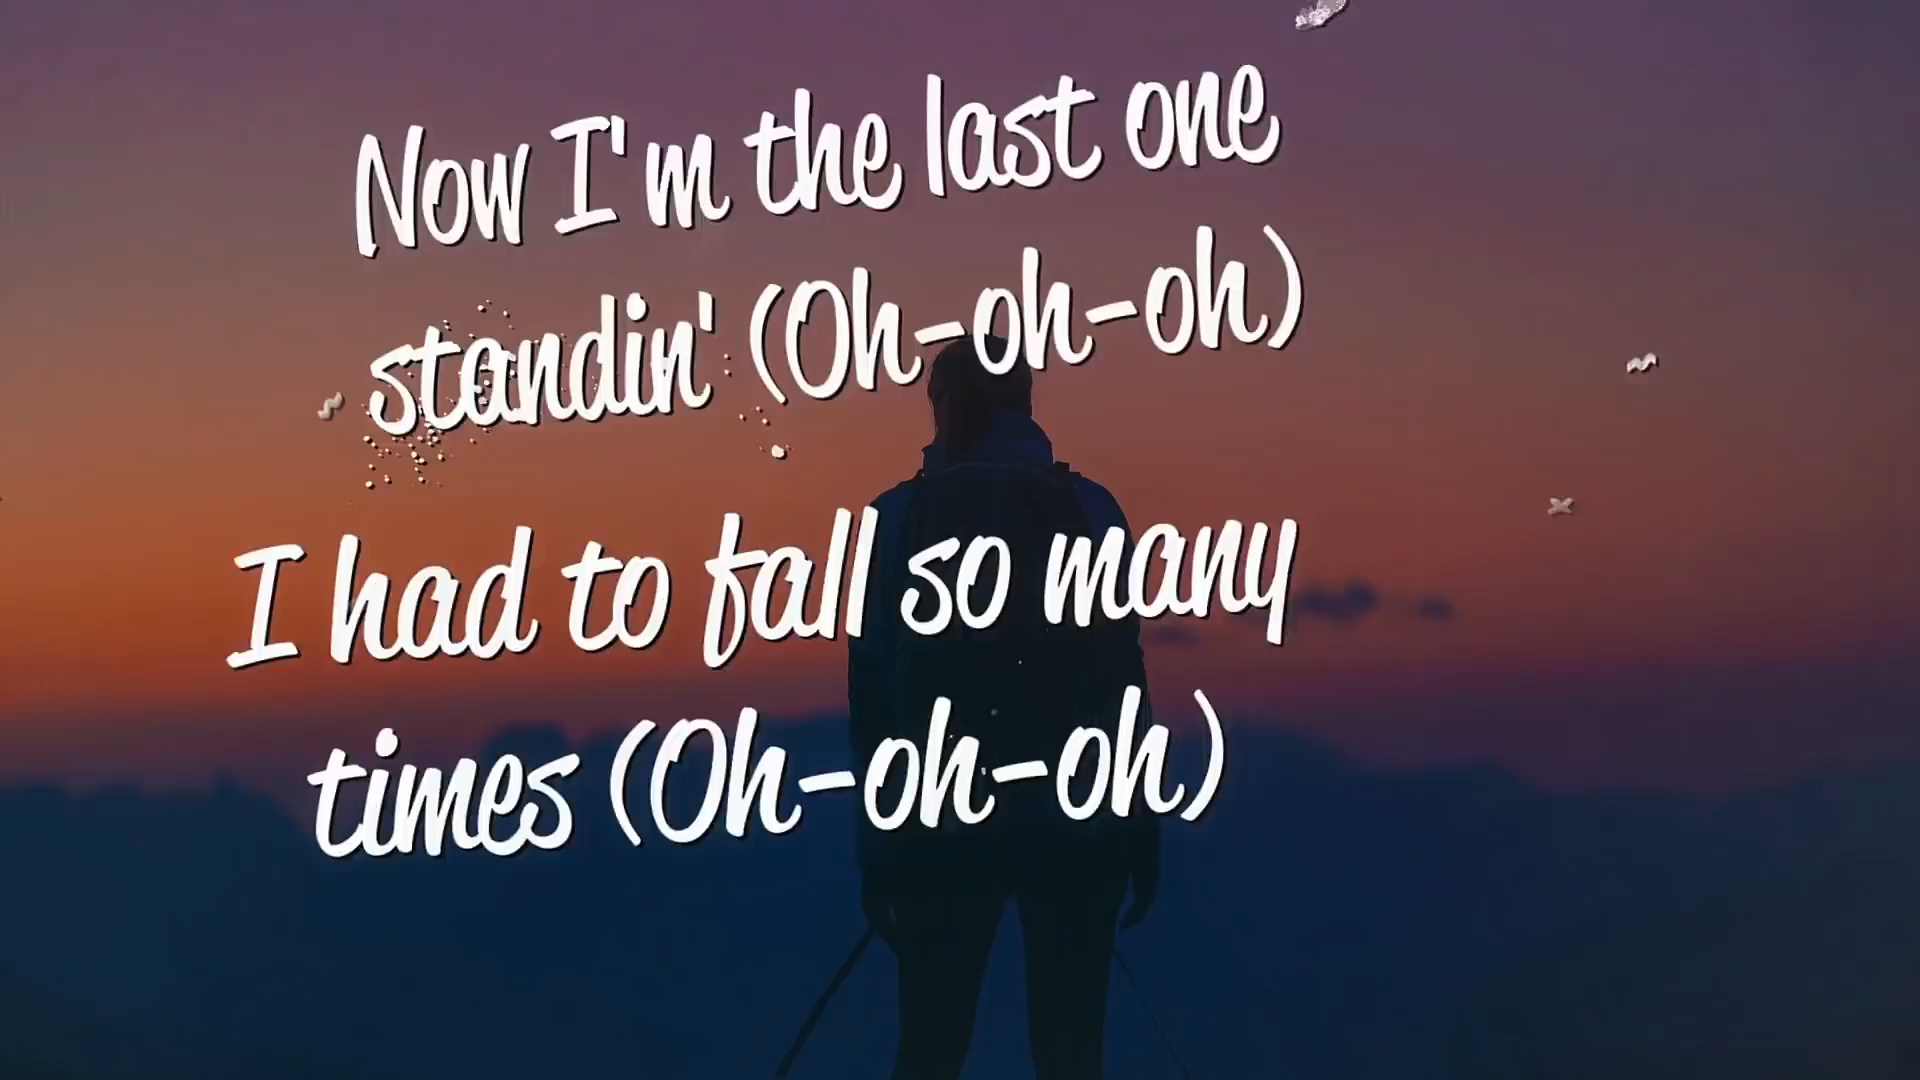 Now I'm the last one
standin' (Oh-oh-oh)
I had to fall so many
times (Oh-oh-oh)